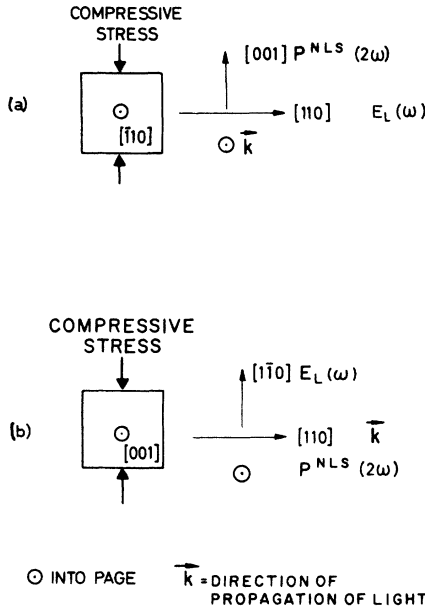 COMPRESSIVE
STRESS
(a)
[001] P^NLS (2ω)
[110] E_L(ω)
[1̄10]
⊙ k⃗
COMPRESSIVE
STRESS
(b)
[11̄0] E_L(ω)
[001]
[110] k⃗
⊙ P^NLS (2ω)
⊙ INTO PAGE
k⃗ = DIRECTION OF
PROPAGATION OF LIGHT